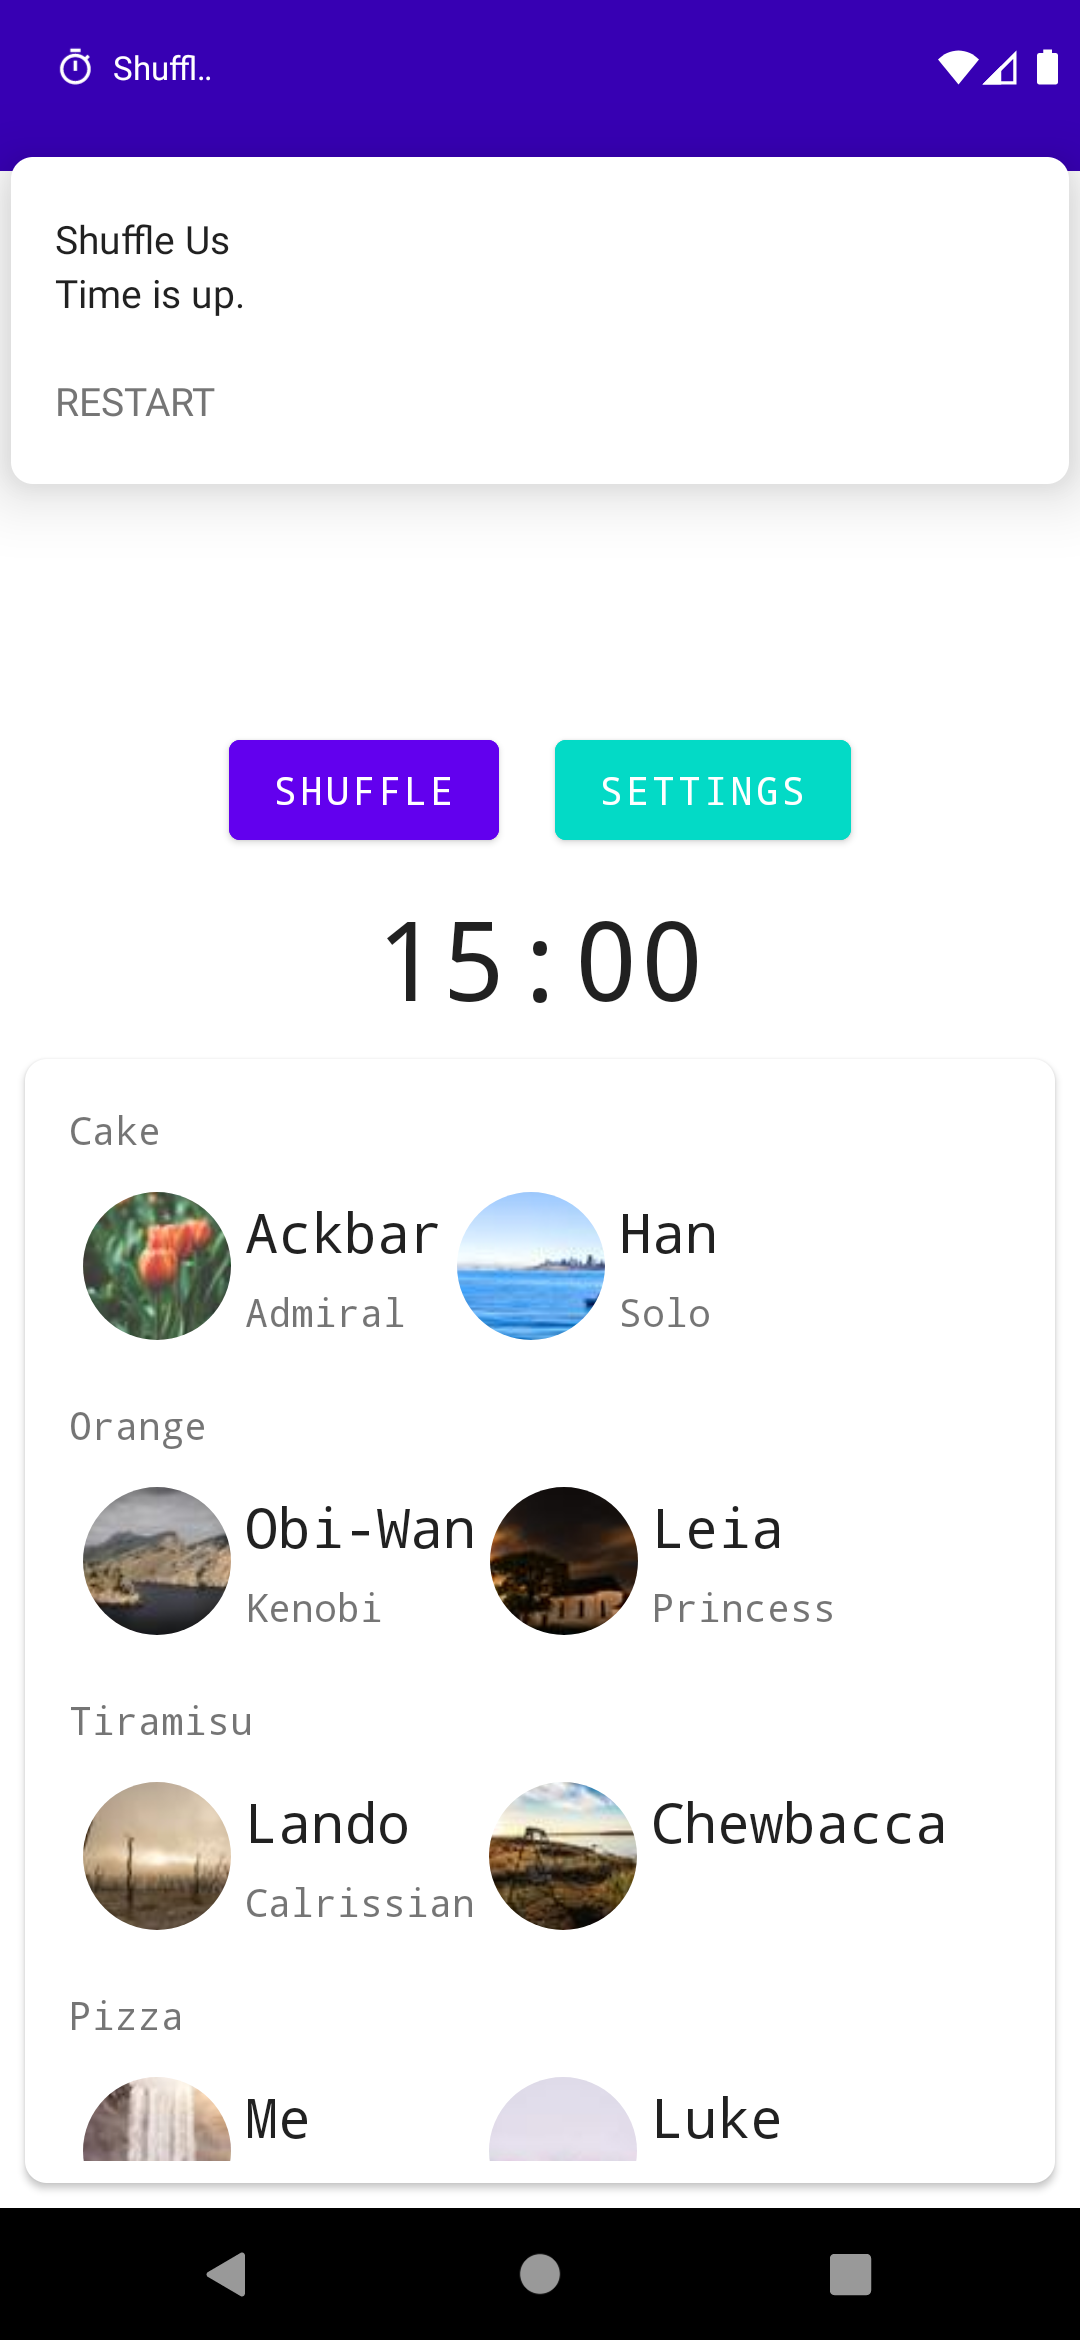 Shuffl..
Shuffle Us
Time is up.
RESTART
SHUFFLE SETTINGS
15:00
Cake
Ackbar Han
Admiral Solo
Orange
Obi-Wan Leia
Kenobi Princess
Tiramisu
Lando Chewbacca
Calrissian
Pizza
Me Luke